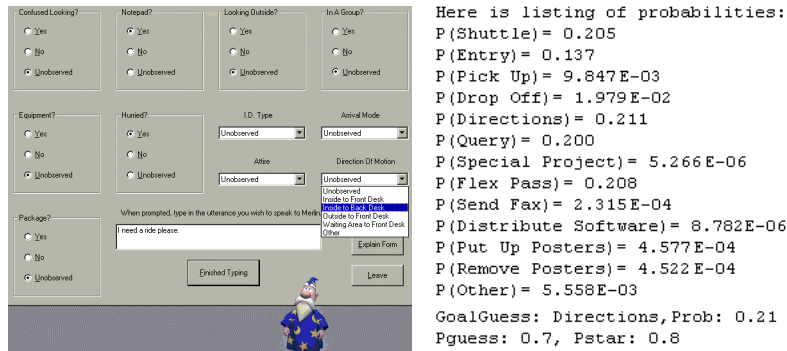 Confused Looking?
Yes
No
Unobserved
Notepad?
Yes
No
Unobserved
Looking Outside?
Yes
No
Unobserved
In A Group?
Yes
No
Unobserved
Equipment?
Yes
No
Unobserved
Hurried?
Yes
No
Unobserved
I.D. Type
Unobserved
Arrival Mode
Unobserved
Attire
Unobserved
Direction Of Motion
Unobserved
Unobserved
Inside to Front Desk
Inside to Back Desk
Outside to Front Desk
Waiting Area to Front Desk
Other
Package?
Yes
No
Unobserved
When prompted, type in the utterance you wish to speak to Merlin
I need a ride please.
Explain Form
Finished Typing
Leave
Here is listing of probabilities:
P(Shuttle)= 0.205
P(Entry)= 0.137
P(Pick Up)= 9.847E-03
P(Drop Off)= 1.979E-02
P(Directions)= 0.211
P(Query)= 0.200
P(Special Project)= 5.266E-06
P(Flex Pass)= 0.208
P(Send Fax)= 2.315E-04
P(Distribute Software)= 8.782E-06
P(Put Up Posters)= 4.577E-04
P(Remove Posters)= 4.522E-04
P(Other)= 5.558E-03
GoalGuess: Directions,Prob: 0.21
Pguess: 0.7, Pstar: 0.8